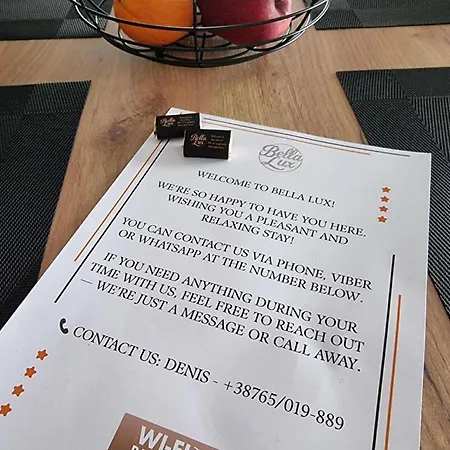 Bella
Lux
WELCOME TO BELLA LUX!
WE'RE SO HAPPY TO HAVE YOU HERE.
WISHING YOU A PLEASANT AND
RELAXING STAY!
YOU CAN CONTACT US VIA PHONE, VIBER
OR WHATSAPP AT THE NUMBER BELOW.
IF YOU NEED ANYTHING DURING YOUR
TIME WITH US, FEEL FREE TO REACH OUT
— WE'RE JUST A MESSAGE OR CALL AWAY.
CONTACT US: DENIS - +38765/019-889
WI-FI